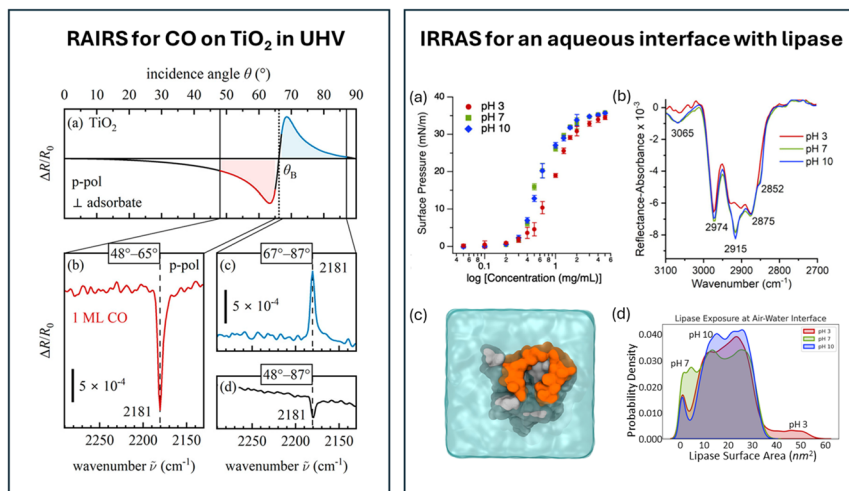 RAIRS for CO on TiO2 in UHV
incidence angle θ (°)
0 10 20 30 40 50 60 70 80 90
(a) TiO2
ΔR/R0
p-pol
⊥ adsorbate
θB
48°–65°
(b)
p-pol
1 ML CO
5 × 10⁻⁴
2181
ΔR/R0
2250 2200 2150
wavenumber ν̃ (cm⁻¹)
67°–87°
(c)
2181
5 × 10⁻⁴
48°–87°
(d)
2181
2250 2200 2150
wavenumber ν̃ (cm⁻¹)
IRRAS for an aqueous interface with lipase
(a)
pH 3
pH 7
pH 10
Surface Pressure (mN/m)
40
30
20
10
0
4 6 0.1 2 4 6 1 2 4 6
log [Concentration (mg/mL)]
(b)
pH 3
pH 7
pH 10
Reflectance-Absorbance x 10⁻³
0
-2
-4
-6
-8
3065
2974
2915
2875
2852
3100 3000 2900 2800 2700
Wavenumber (cm⁻¹)
(c)
(d)
Lipase Exposure at Air-Water Interface
pH 3
pH 7
pH 10
pH 10
pH 7
pH 3
Probability Density
0.040
0.030
0.020
0.010
0.000
0 10 20 30 40 50 60
Lipase Surface Area (nm²)